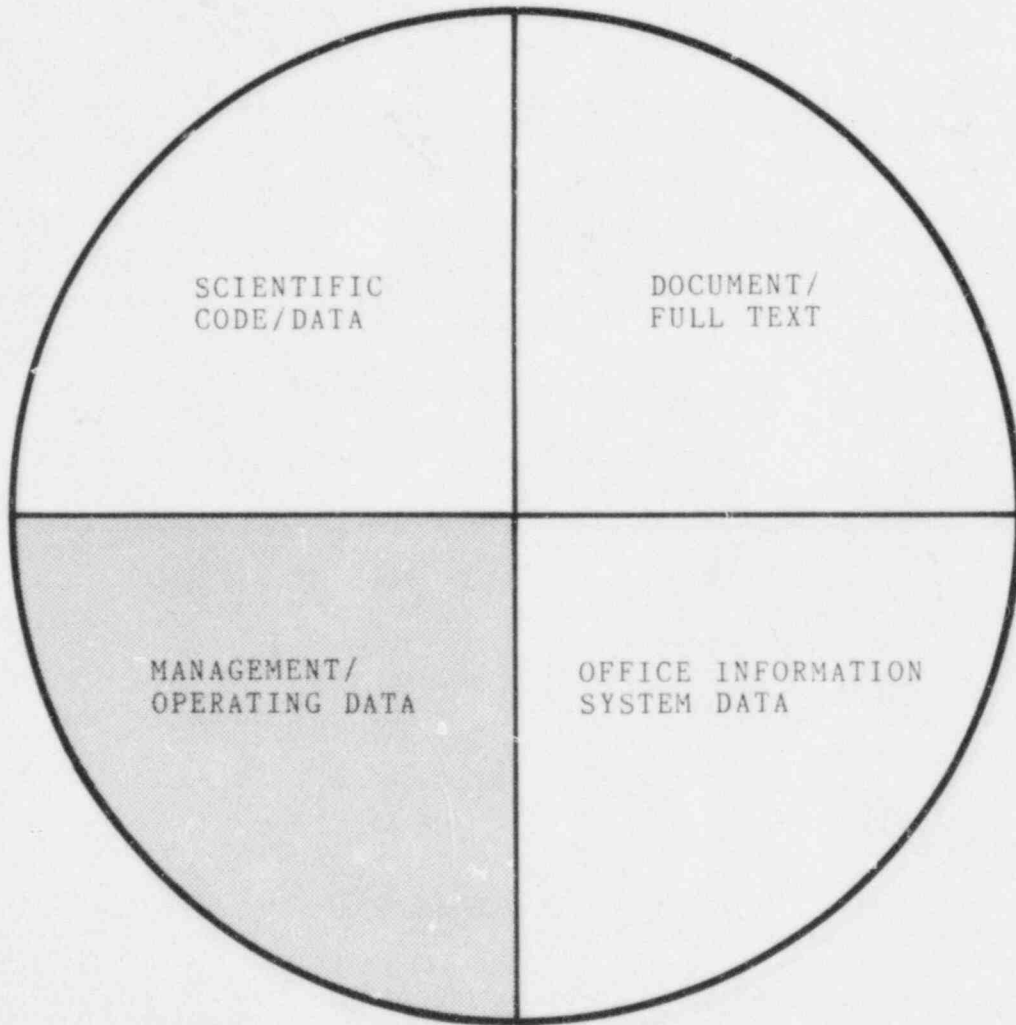 SCIENTIFIC
CODE/DATA
DOCUMENT/
FULL TEXT
MANAGEMENT/
OPERATING DATA
OFFICE INFORMATION
SYSTEM DATA